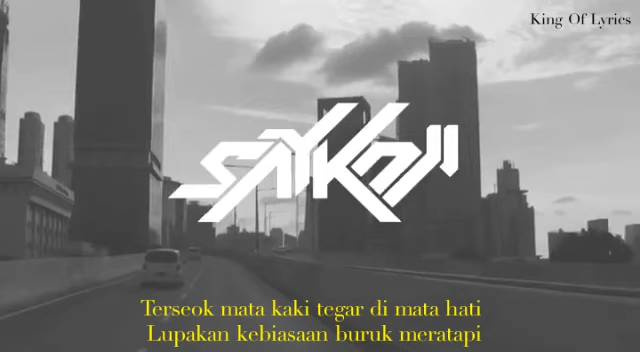 King Of Lyrics
SAYKOJI
Terseok mata kaki tegar di mata hati
Lupakan kebiasaan buruk meratapi